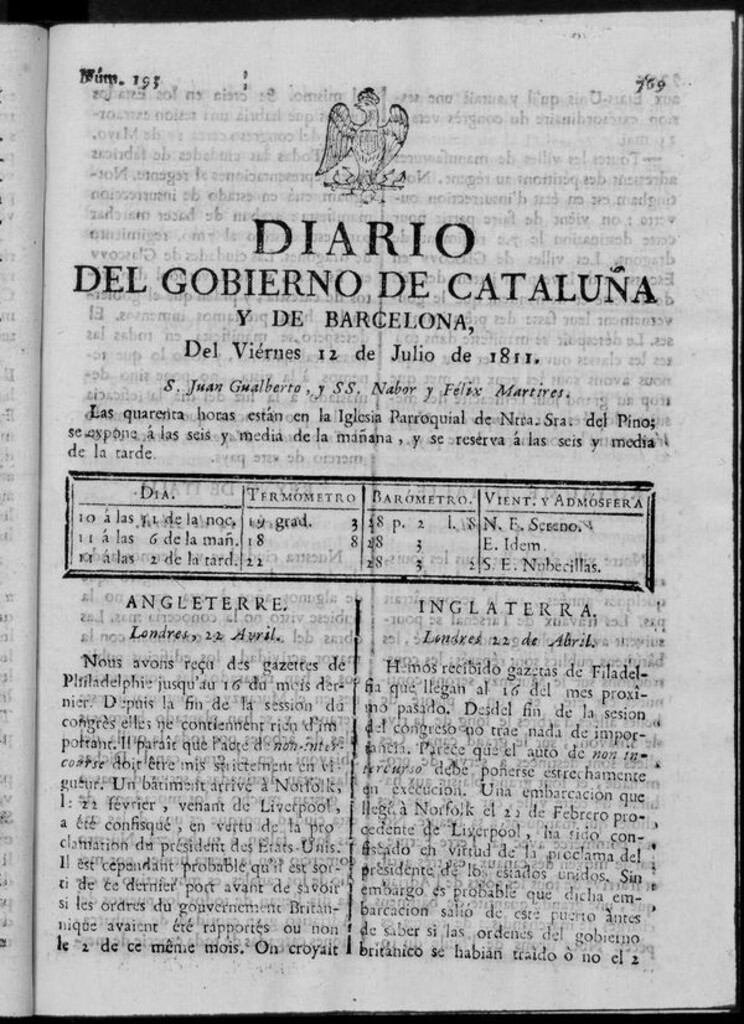 Núm. 193
769
DIARIO
DEL GOBIERNO DE CATALUÑA
Y DE BARCELONA,
Del Viérnes 12 de Julio de 1811.
S. Juan Gualberto, y SS. Nabor y Félix Martires.
Las quarenta horas están en la Iglesia Parroquial de Ntra. Sra. del Pino;
se expone á las seis y media de la mañana, y se reserva á las seis y media
de la tarde.
DIA. TERMÓMETRO BARÓMETRO. VIENT. Y ADMÓSFERA
10 á las 11 de la noc. 19 grad. 3 28 p. 2 l. 8 N. E. Sereno.
11 á las 6 de la mañ. 18 8 28 3 E. Idem.
11 á las 2 de la tard. 22 28 3 2 S. E. Nubecillas.
ANGLETERRE.
Londres, 22 Avril.
Nous avons reçu des gazettes de
Philadelphie jusqu'au 16 du mois der-
nier. Depuis la fin de la session du
congrès elles ne contiennent rien d'im
portant. Il parait que l'acte d non-inter-
course doit être mis strictement en vi-
gueur. Un bâtiment arrivé à Norfolk,
l: 22 février, venant de Liverpool,
a été confisqué, en vertu de la pro
clamation du président des Etats-Unis.
Il est cependant probable qu'il est sor-
ti de ce dernier port avant de savoir
si les ordres du gouvernement Britan-
nique avaient été rapportés ou non
le 2 de ce même mois. On croyait
INGLATERRA.
Londres 22 de Abril.
Hemos recibido gazetas de Filadel-
fia que llegan al 16 del mes proxî-
mo pasado. Desdel fin de la sesion
del congreso no trae nada de impor-
tancia. Parece que el auto de non in-
tercurso debe ponerse estrechamente
en execucion. Una embarcacion que
llegó à Norfolk el 22 de Febrero pro-
cedente de Liverpool, ha sido con-
fiscado en virtud de la proclama del
presidente de los estados unidos. Sin
embargo es probable que dicha em-
barcacion salió de este puerto ántes
de saber si las ordenes del gobierno
británico se habian traido ò no el 2